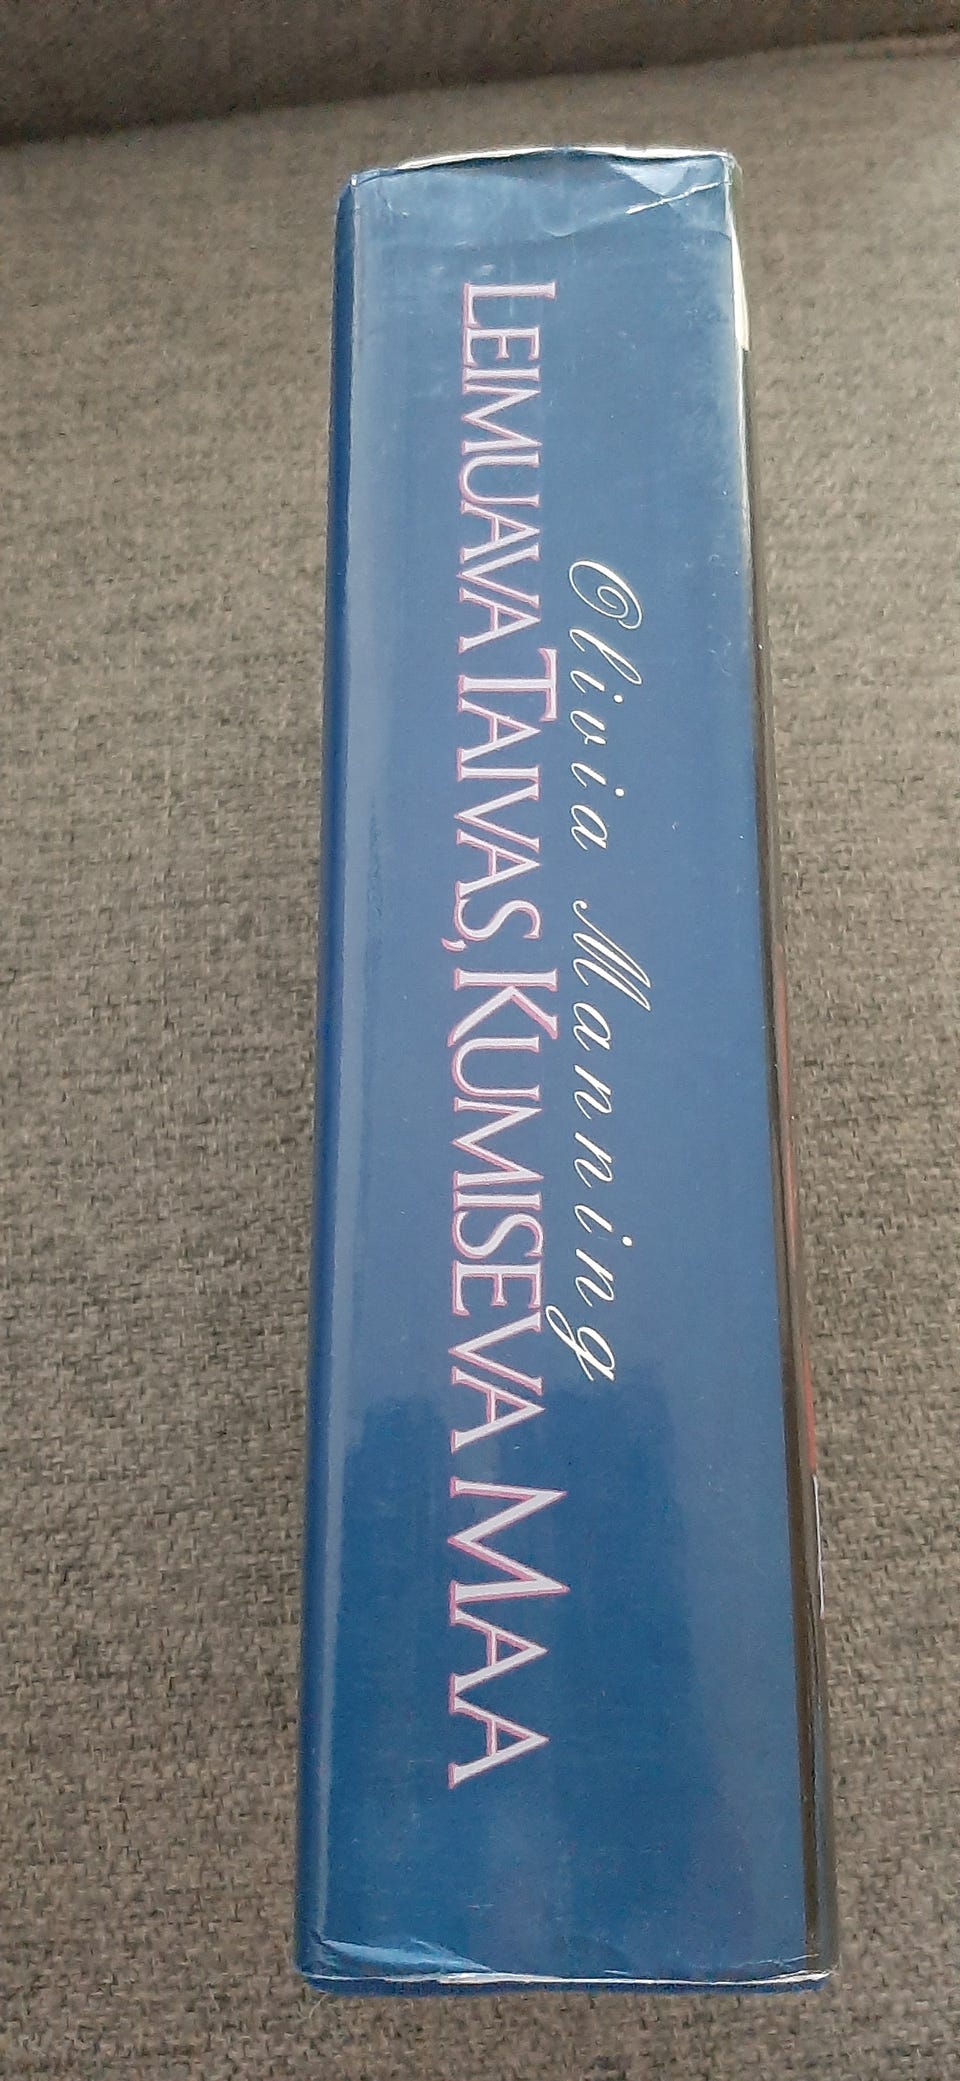 Olivia Manning
LEIMUAVA TAIVAS, KUMISEVA MAA